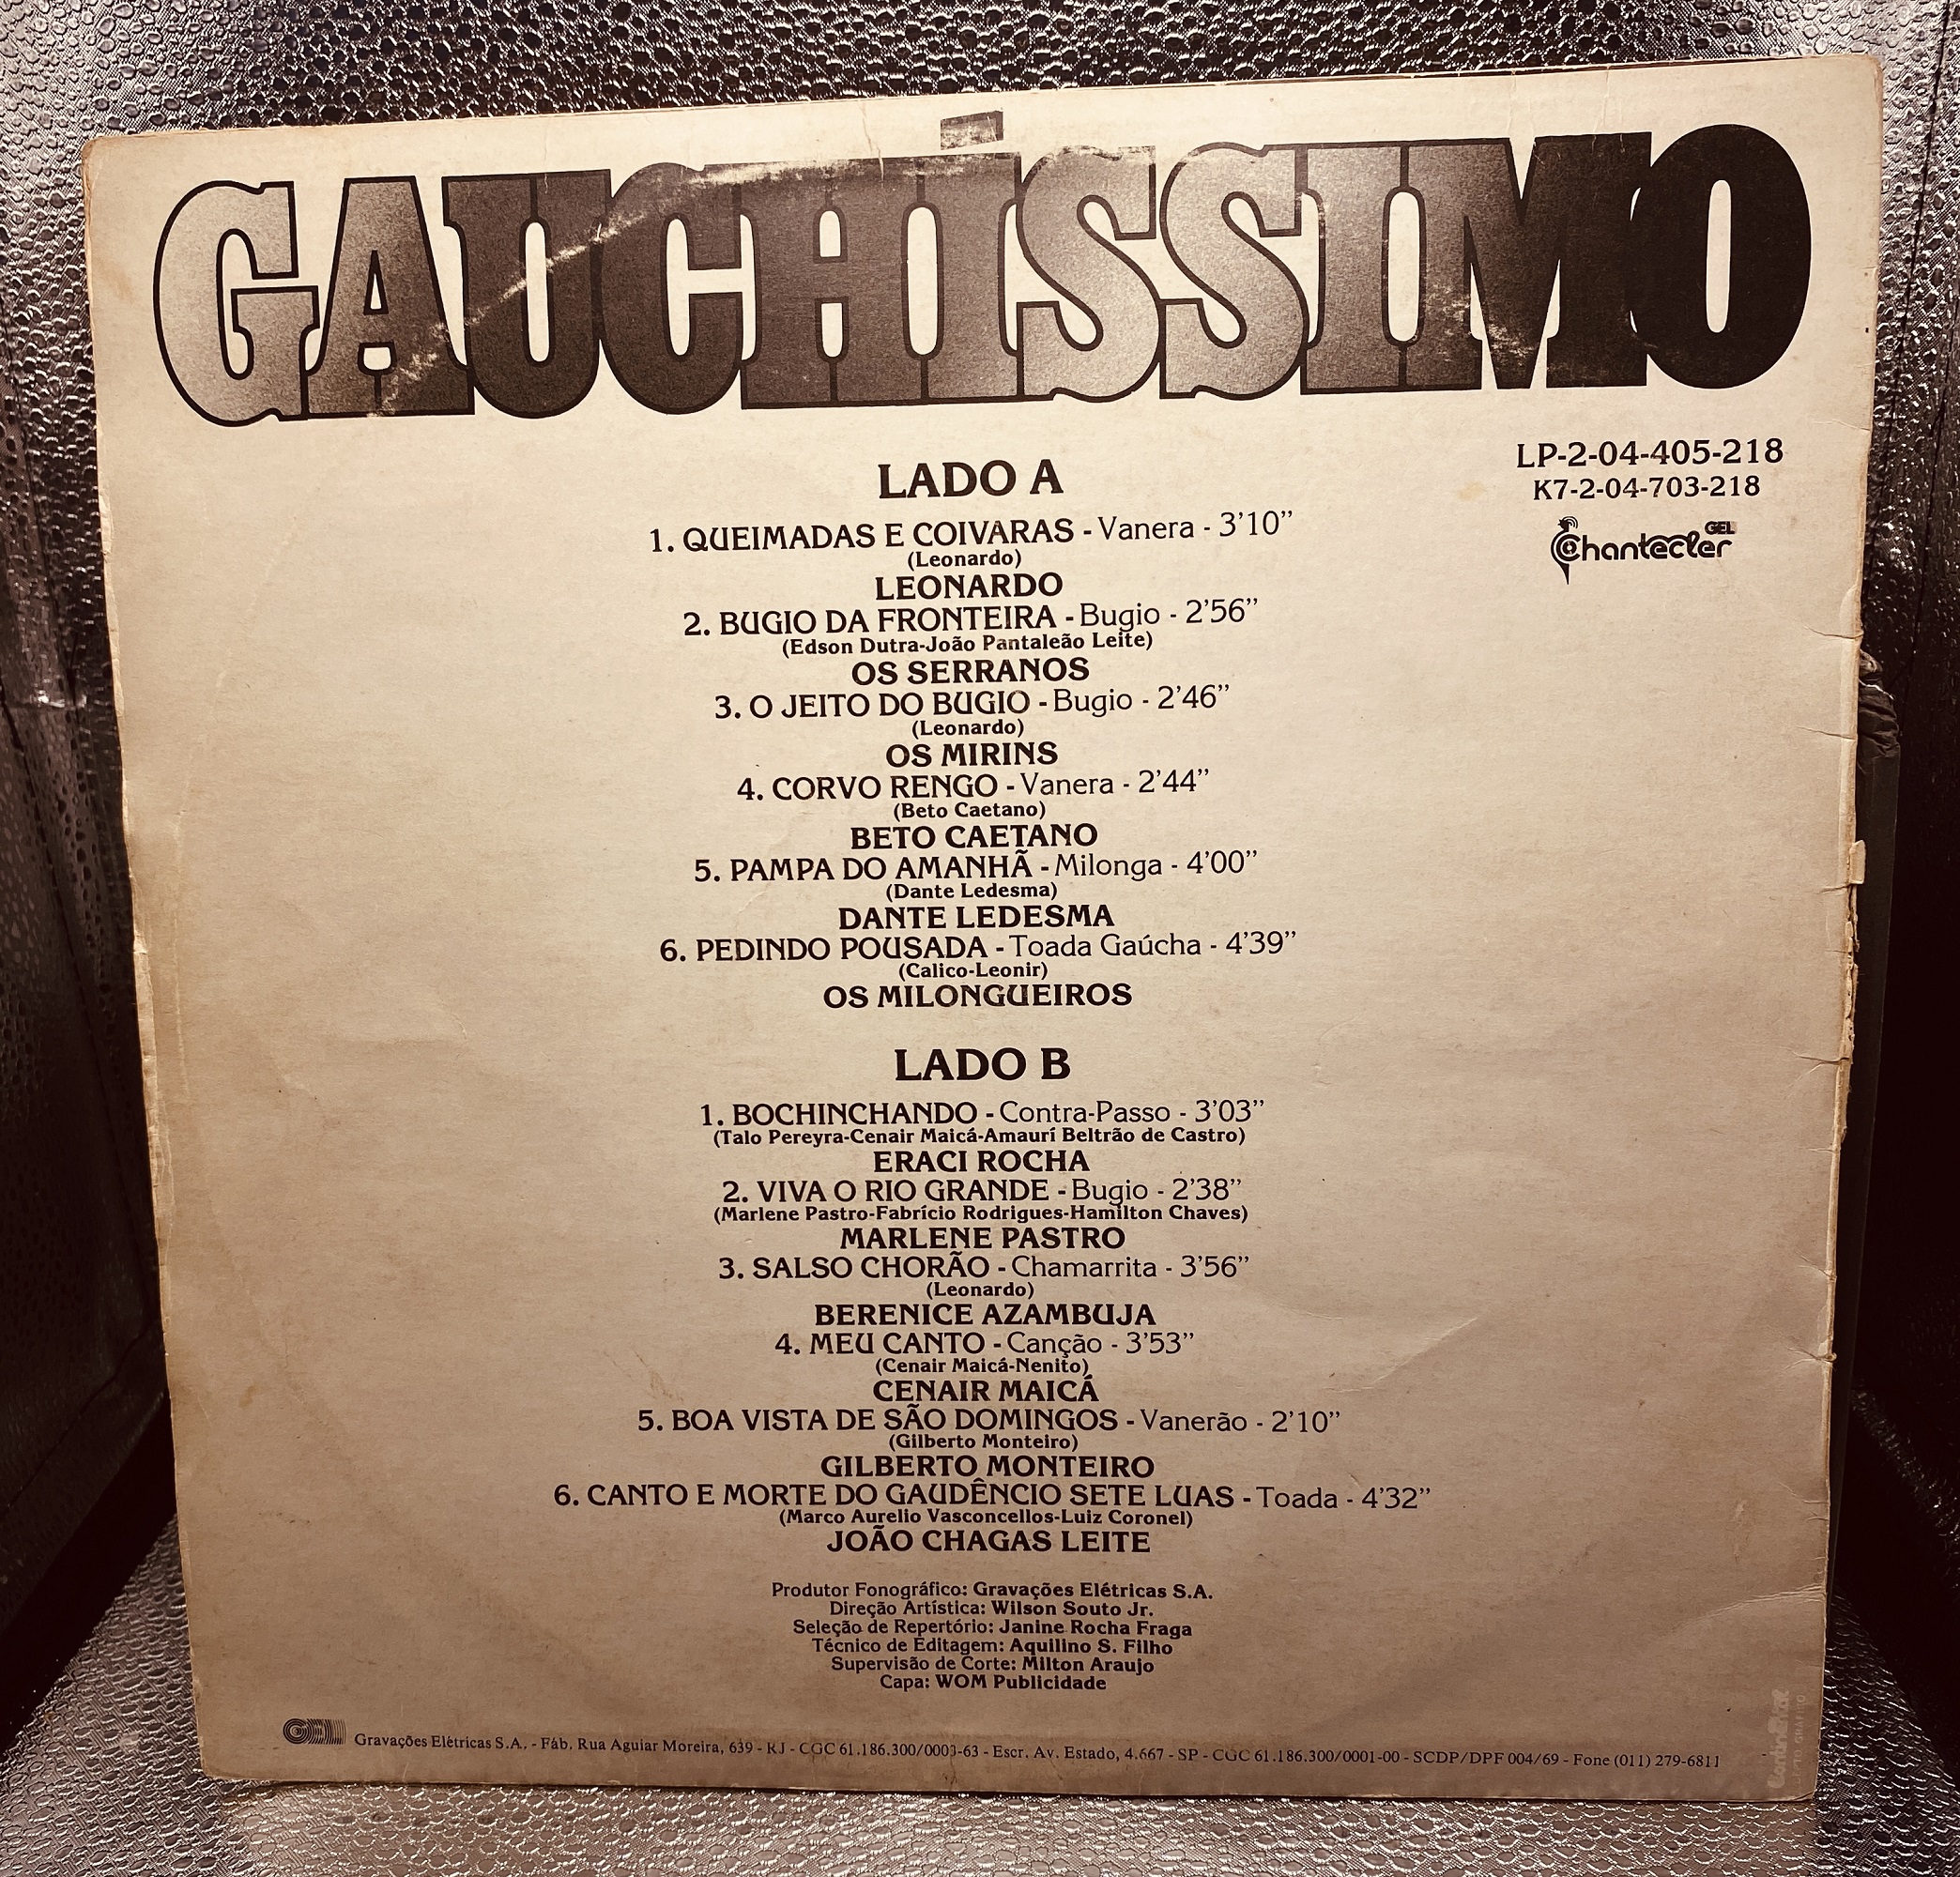 GAUCHÍSSIMO
LP-2-04-405-218
K7-2-04-703-218
GEL
Chantecler
LADO A
1. QUEIMADAS E COIVARAS - Vanera - 3'10"
(Leonardo)
LEONARDO
2. BUGIO DA FRONTEIRA - Bugio - 2'56"
(Edson Dutra-João Pantaleão Leite)
OS SERRANOS
3. O JEITO DO BUGIO - Bugio - 2'46"
(Leonardo)
OS MIRINS
4. CORVO RENGO - Vanera - 2'44"
(Beto Caetano)
BETO CAETANO
5. PAMPA DO AMANHÃ - Milonga - 4'00"
(Dante Ledesma)
DANTE LEDESMA
6. PEDINDO POUSADA - Toada Gaúcha - 4'39"
(Calico-Leonir)
OS MILONGUEIROS
LADO B
1. BOCHINCHANDO - Contra-Passo - 3'03"
(Talo Pereyra-Cenair Maicá-Amaurí Beltrão de Castro)
ERACI ROCHA
2. VIVA O RIO GRANDE - Bugio - 2'38"
(Marlene Pastro-Fabrício Rodrigues-Hamilton Chaves)
MARLENE PASTRO
3. SALSO CHORÃO - Chamarrita - 3'56"
(Leonardo)
BERENICE AZAMBUJA
4. MEU CANTO - Canção - 3'53"
(Cenair Maicá-Nenito)
CENAIR MAICÁ
5. BOA VISTA DE SÃO DOMINGOS - Vanerão - 2'10"
(Gilberto Monteiro)
GILBERTO MONTEIRO
6. CANTO E MORTE DO GAUDÊNCIO SETE LUAS - Toada - 4'32"
(Marco Aurelio Vasconcellos-Luiz Coronel)
JOÃO CHAGAS LEITE
Produtor Fonográfico: Gravações Elétricas S.A.
Direção Artística: Wilson Souto Jr.
Seleção de Repertório: Janine Rocha Fraga
Técnico de Editagem: Aquilino S. Filho
Supervisão de Corte: Milton Araujo
Capa: WOM Publicidade
GEL Gravações Elétricas S.A. - Fáb. Rua Aguiar Moreira, 639 - RJ - CGC 61.186.300/0003-63 - Escr. Av. Estado, 4.667 - SP - CGC 61.186.300/0001-00 - SCDP/DPF 004/69 - Fone (011) 279-6811